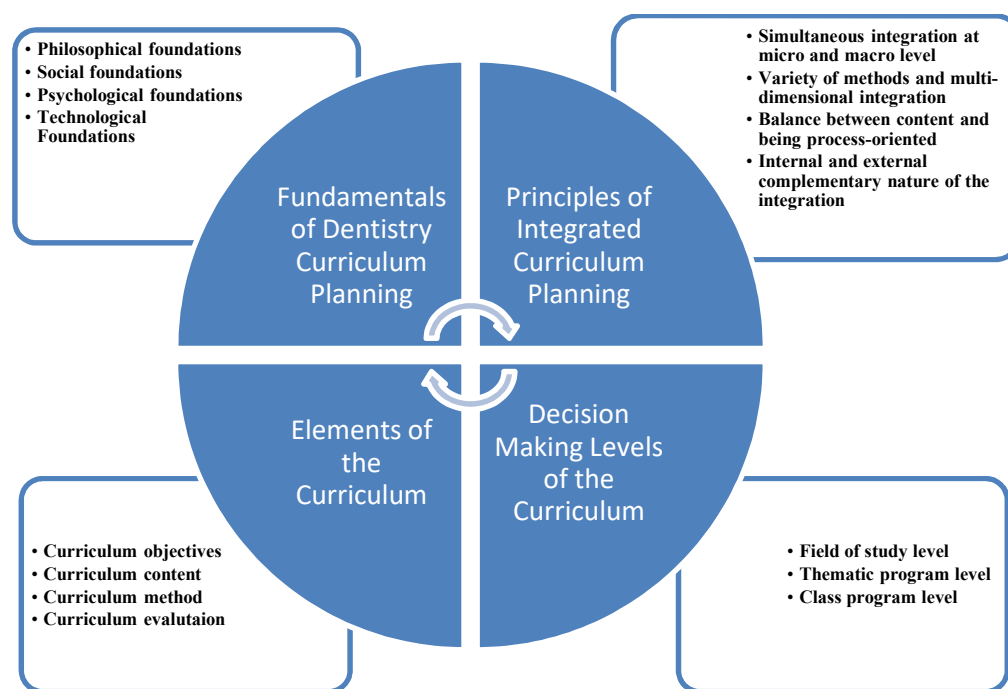 • Philosophical foundations
• Social foundations
• Psychological foundations
• Technological
Foundations
• Simultaneous integration at
micro and macro level
• Variety of methods and multi-
dimensional integration
• Balance between content and
being process-oriented
• Internal and external
complementary nature of the
integration
Fundamentals
of Dentistry
Curriculum
Planning
Principles of
Integrated
Curriculum
Planning
Elements of
the
Curriculum
Decision
Making Levels
of the
Curriculum
• Curriculum objectives
• Curriculum content
• Curriculum method
• Curriculum evalutaion
• Field of study level
• Thematic program level
• Class program level